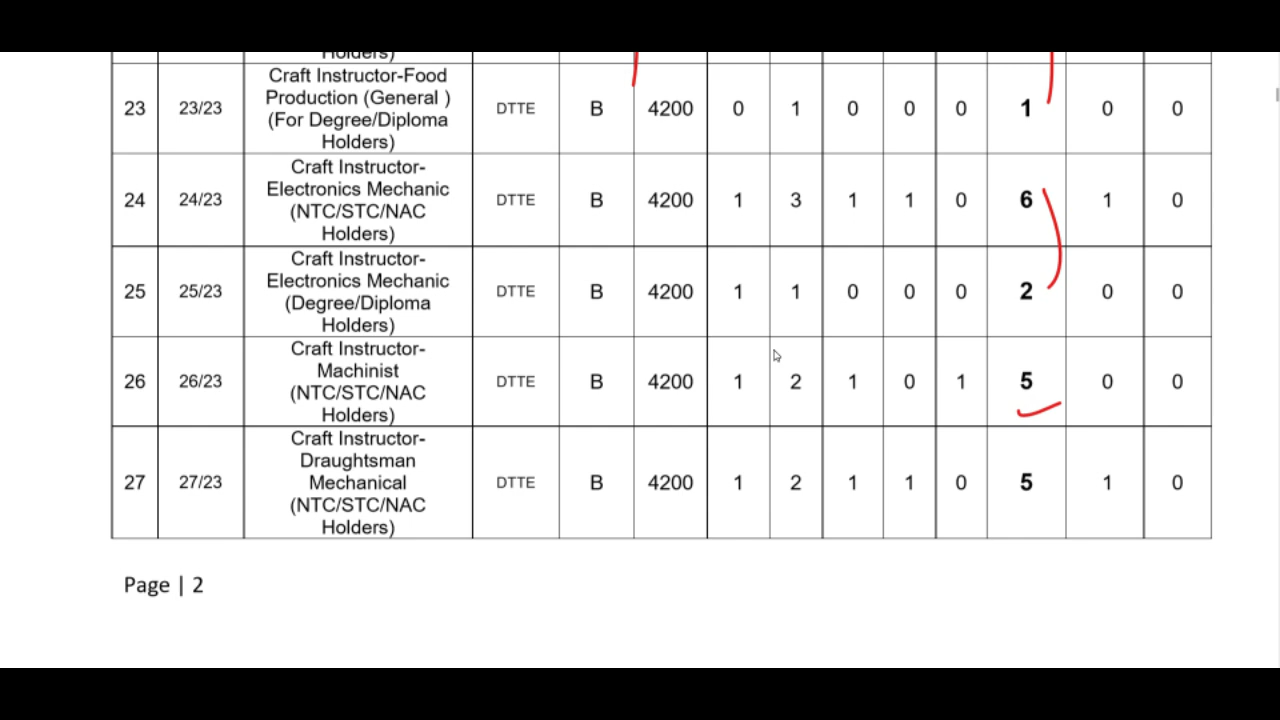 Holders)
23 23/23 Craft Instructor-Food DTTE B 4200 0 1 0 0 0 1 0 0
Production (General )
(For Degree/Diploma
Holders)
24 24/23 Craft Instructor- DTTE B 4200 1 3 1 1 0 6 1 0
Electronics Mechanic
(NTC/STC/NAC
Holders)
25 25/23 Craft Instructor- DTTE B 4200 1 1 0 0 0 2 0 0
Electronics Mechanic
(Degree/Diploma
Holders)
26 26/23 Craft Instructor- DTTE B 4200 1 2 1 0 1 5 0 0
Machinist
(NTC/STC/NAC
Holders)
27 27/23 Craft Instructor- DTTE B 4200 1 2 1 1 0 5 1 0
Draughtsman
Mechanical
(NTC/STC/NAC
Holders)
Page | 2